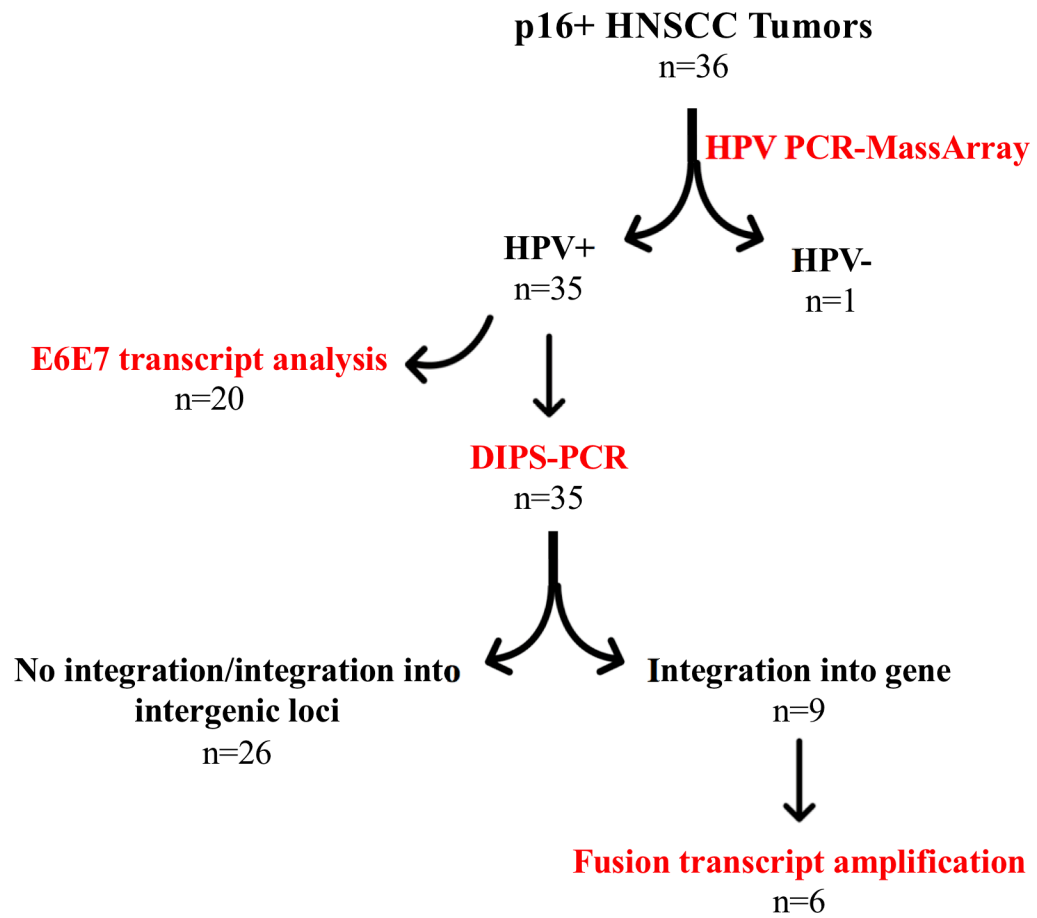 p16+ HNSCC Tumors
n=36
HPV PCR-MassArray
HPV+
n=35
HPV-
n=1
E6E7 transcript analysis
n=20
DIPS-PCR
n=35
No integration/integration into
intergenic loci
n=26
Integration into gene
n=9
Fusion transcript amplification
n=6